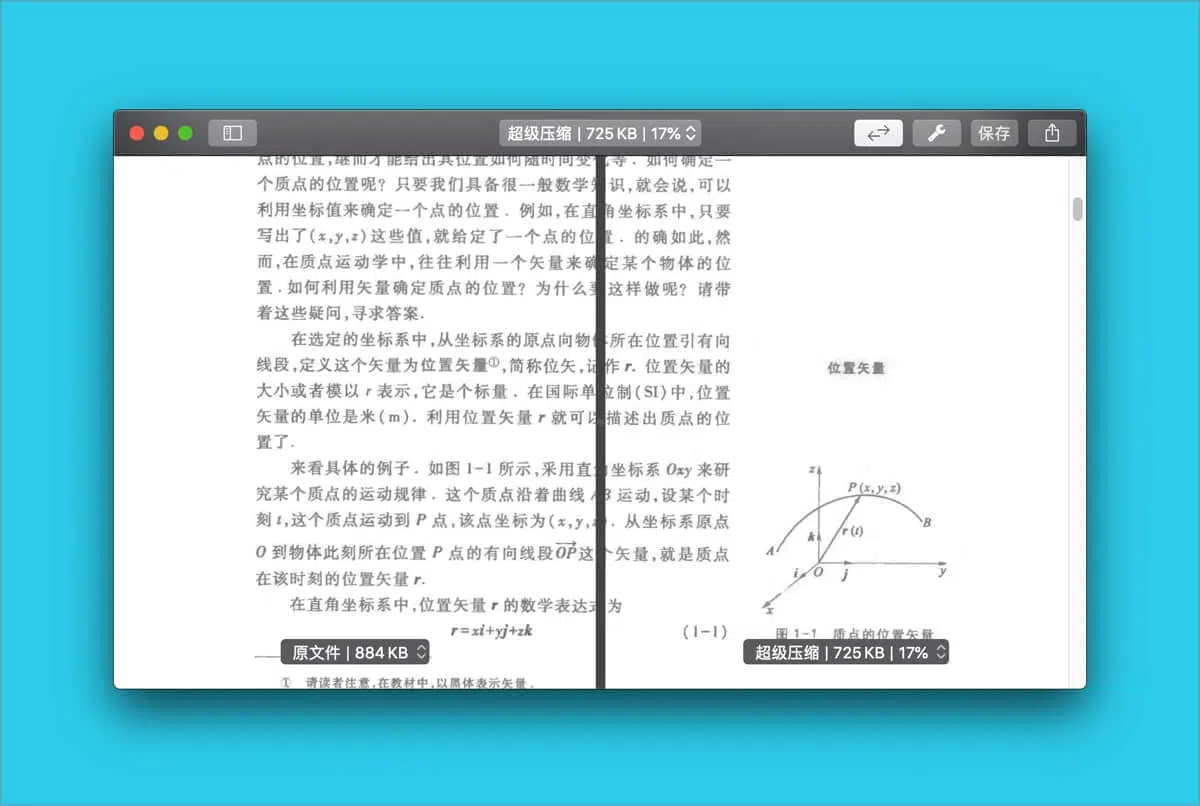 超级压缩 | 725 KB | 17%
保存
点的位置,继而才能给出其位置如何随时间变化等.如何确定一
个质点的位置呢?只要我们具备很一般数学知识,就会说,可以
利用坐标值来确定一个点的位置.例如,在直角坐标系中,只要
写出了(x,y,z)这些值,就给定了一个点的位置.的确如此,然
而,在质点运动学中,往往利用一个矢量来确定某个物体的位
置.如何利用矢量确定质点的位置?为什么要这样做呢?请带
着这些疑问,寻求答案.
在选定的坐标系中,从坐标系的原点向物体所在位置引有向
线段,定义这个矢量为位置矢量①,简称位矢,记作 r. 位置矢量的
大小或者模以 r 表示,它是个标量.在国际单位制(SI)中,位置
矢量的单位是米(m).利用位置矢量 r 就可以描述出质点的位
置了.
来看具体的例子.如图 1-1 所示,采用直角坐标系 Oxy 来研
究某个质点的运动规律.这个质点沿着曲线 AB 运动,设某个时
刻 t,这个质点运动到 P 点,该点坐标为(x,y,z).从坐标系原点
O 到物体此刻所在位置 P 点的有向线段OP这个矢量,就是质点
在该时刻的位置矢量 r.
在直角坐标系中,位置矢量 r 的数学表达式为
r=xi+yj+zk (1-1)
① 请读者注意,在教材中,以黑体表示矢量.
位置矢量
z
P(x,y,z)
B
r(t)
k
A
i O j y
x
图 1-1 质点的位置矢量
原文件 | 884 KB
超级压缩 | 725 KB | 17%